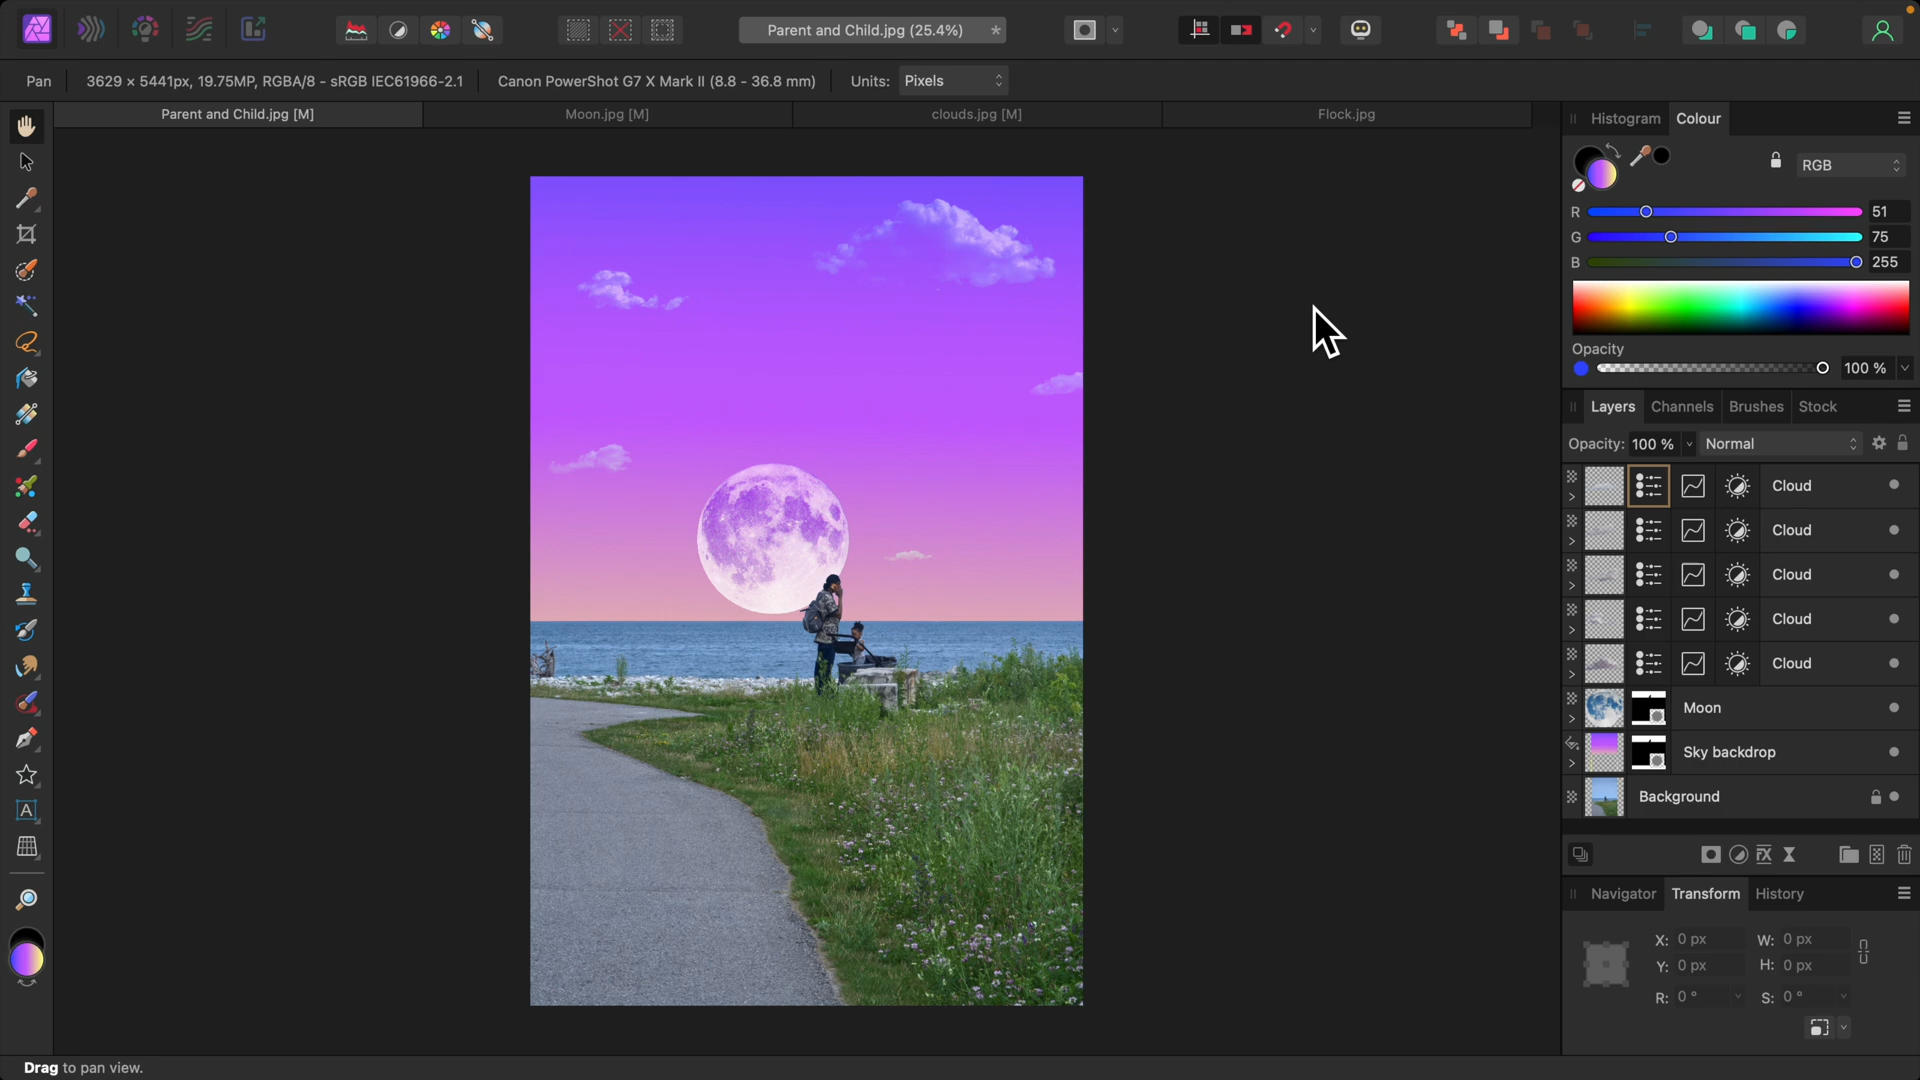 Parent and Child.jpg (25.4%) *
Pan 3629 × 5441px, 19.75MP, RGBA/8 - sRGB IEC61966-2.1 Canon PowerShot G7 X Mark II (8.8 - 36.8 mm) Units: Pixels
Parent and Child.jpg [M] Moon.jpg [M] clouds.jpg [M] Flock.jpg
Histogram Colour
RGB
R 51
G 75
B 255
Opacity
100 %
Layers Channels Brushes Stock
Opacity: 100 % Normal
Cloud
Cloud
Cloud
Cloud
Cloud
Moon
Sky backdrop
Background
Navigator Transform History
X: 0 px W: 0 px
Y: 0 px H: 0 px
R: 0 ° S: 0 °
Drag to pan view.